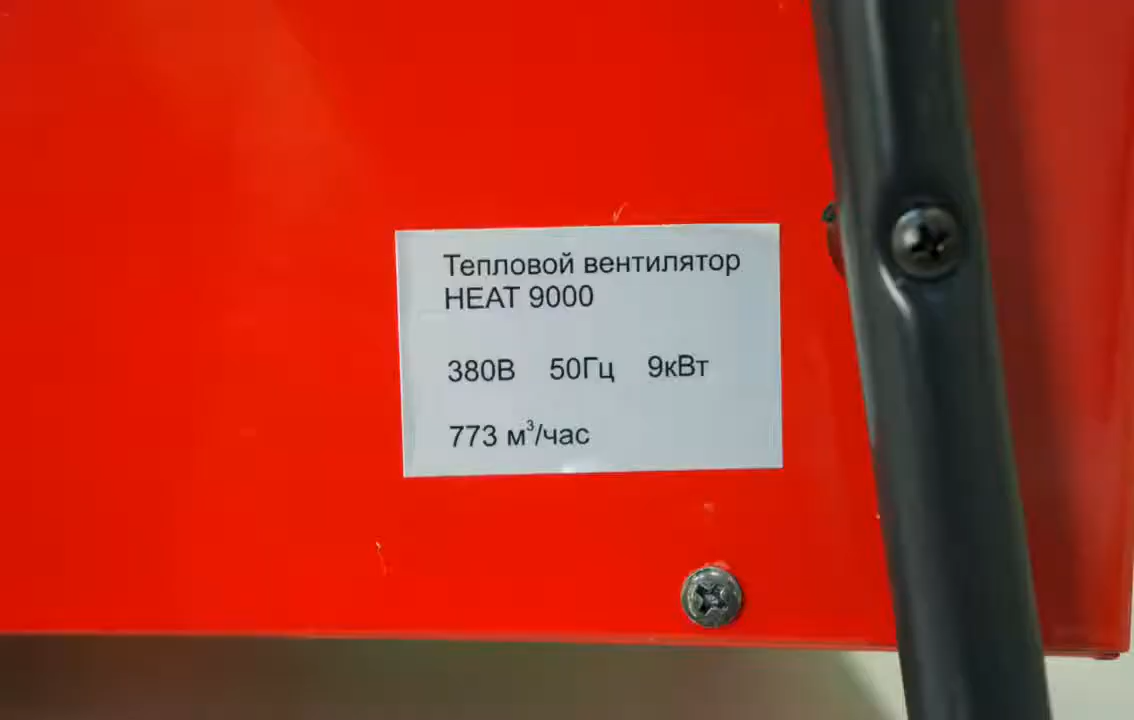 Тепловой вентилятор
HEAT 9000
380В 50Гц 9кВт
773 м³/час